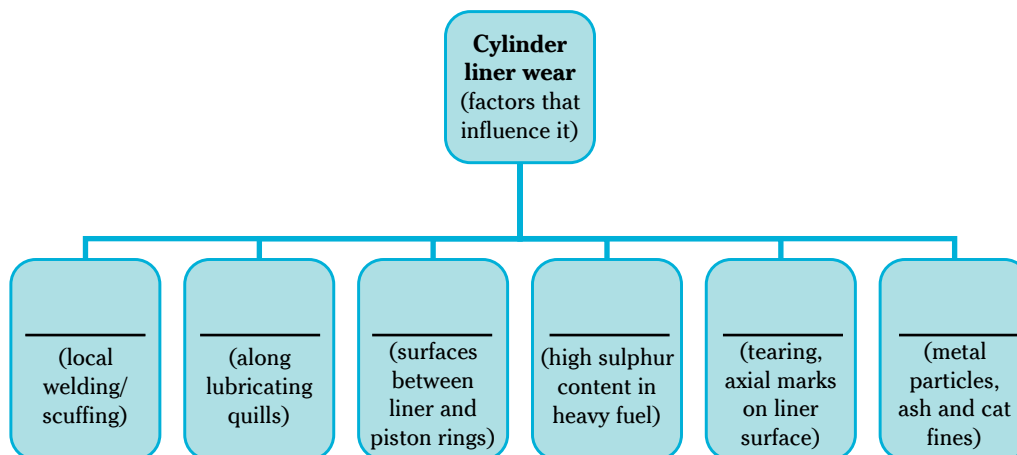 Cylinder
liner wear
(factors that
influence it)
(local
welding/
scuffing)
(along
lubricating
quills)
(surfaces
between
liner and
piston rings)
(high sulphur
content in
heavy fuel)
(tearing,
axial marks
on liner
surface)
(metal
particles,
ash and cat
fines)